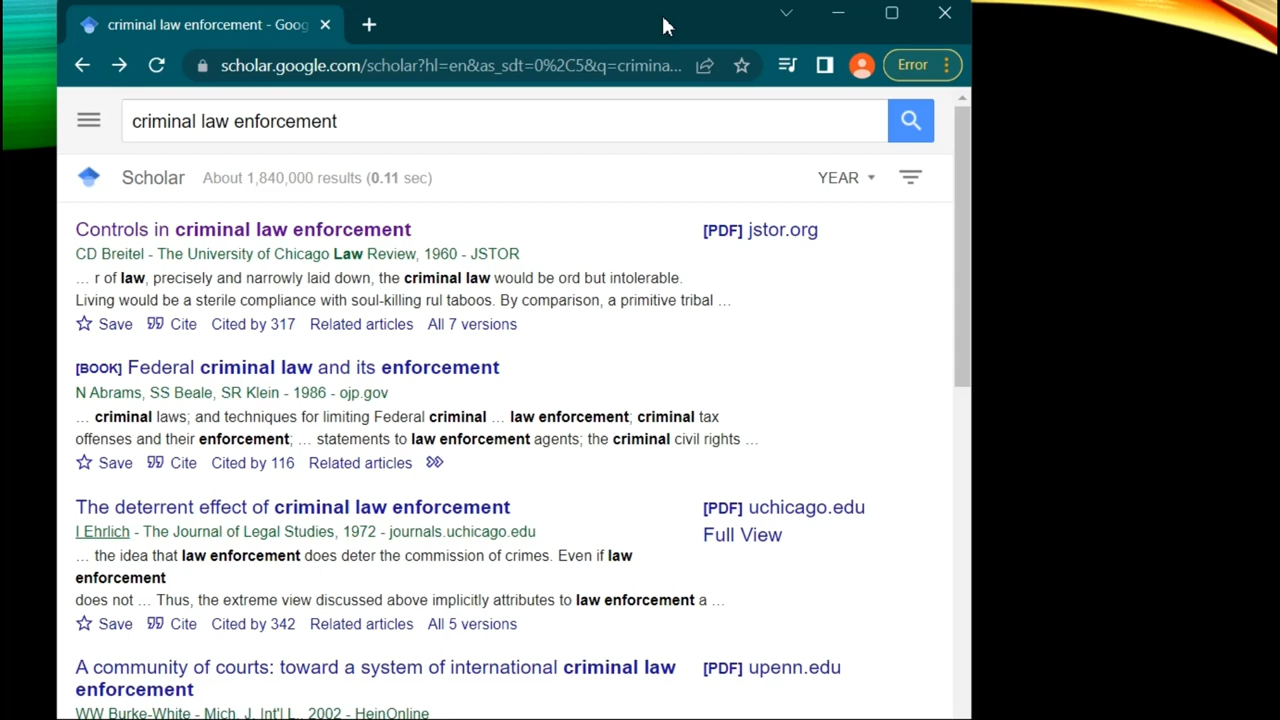 criminal law enforcement - Goog
scholar.google.com/scholar?hl=en&as_sdt=0%2C5&q=crimina...
Error
criminal law enforcement
Scholar About 1,840,000 results (0.11 sec) YEAR
Controls in criminal law enforcement [PDF] jstor.org
CD Breitel - The University of Chicago Law Review, 1960 - JSTOR
... r of law, precisely and narrowly laid down, the criminal law would be ord but intolerable.
Living would be a sterile compliance with soul-killing rul taboos. By comparison, a primitive tribal ...
Save Cite Cited by 317 Related articles All 7 versions
[BOOK] Federal criminal law and its enforcement
N Abrams, SS Beale, SR Klein - 1986 - ojp.gov
... criminal laws; and techniques for limiting Federal criminal ... law enforcement; criminal tax
offenses and their enforcement; ... statements to law enforcement agents; the criminal civil rights ...
Save Cite Cited by 116 Related articles
The deterrent effect of criminal law enforcement [PDF] uchicago.edu
I Ehrlich - The Journal of Legal Studies, 1972 - journals.uchicago.edu Full View
... the idea that law enforcement does deter the commission of crimes. Even if law
enforcement
does not ... Thus, the extreme view discussed above implicitly attributes to law enforcement a ...
Save Cite Cited by 342 Related articles All 5 versions
A community of courts: toward a system of international criminal law [PDF] upenn.edu
enforcement
WW Burke-White - Mich. J. Int'l L., 2002 - HeinOnline